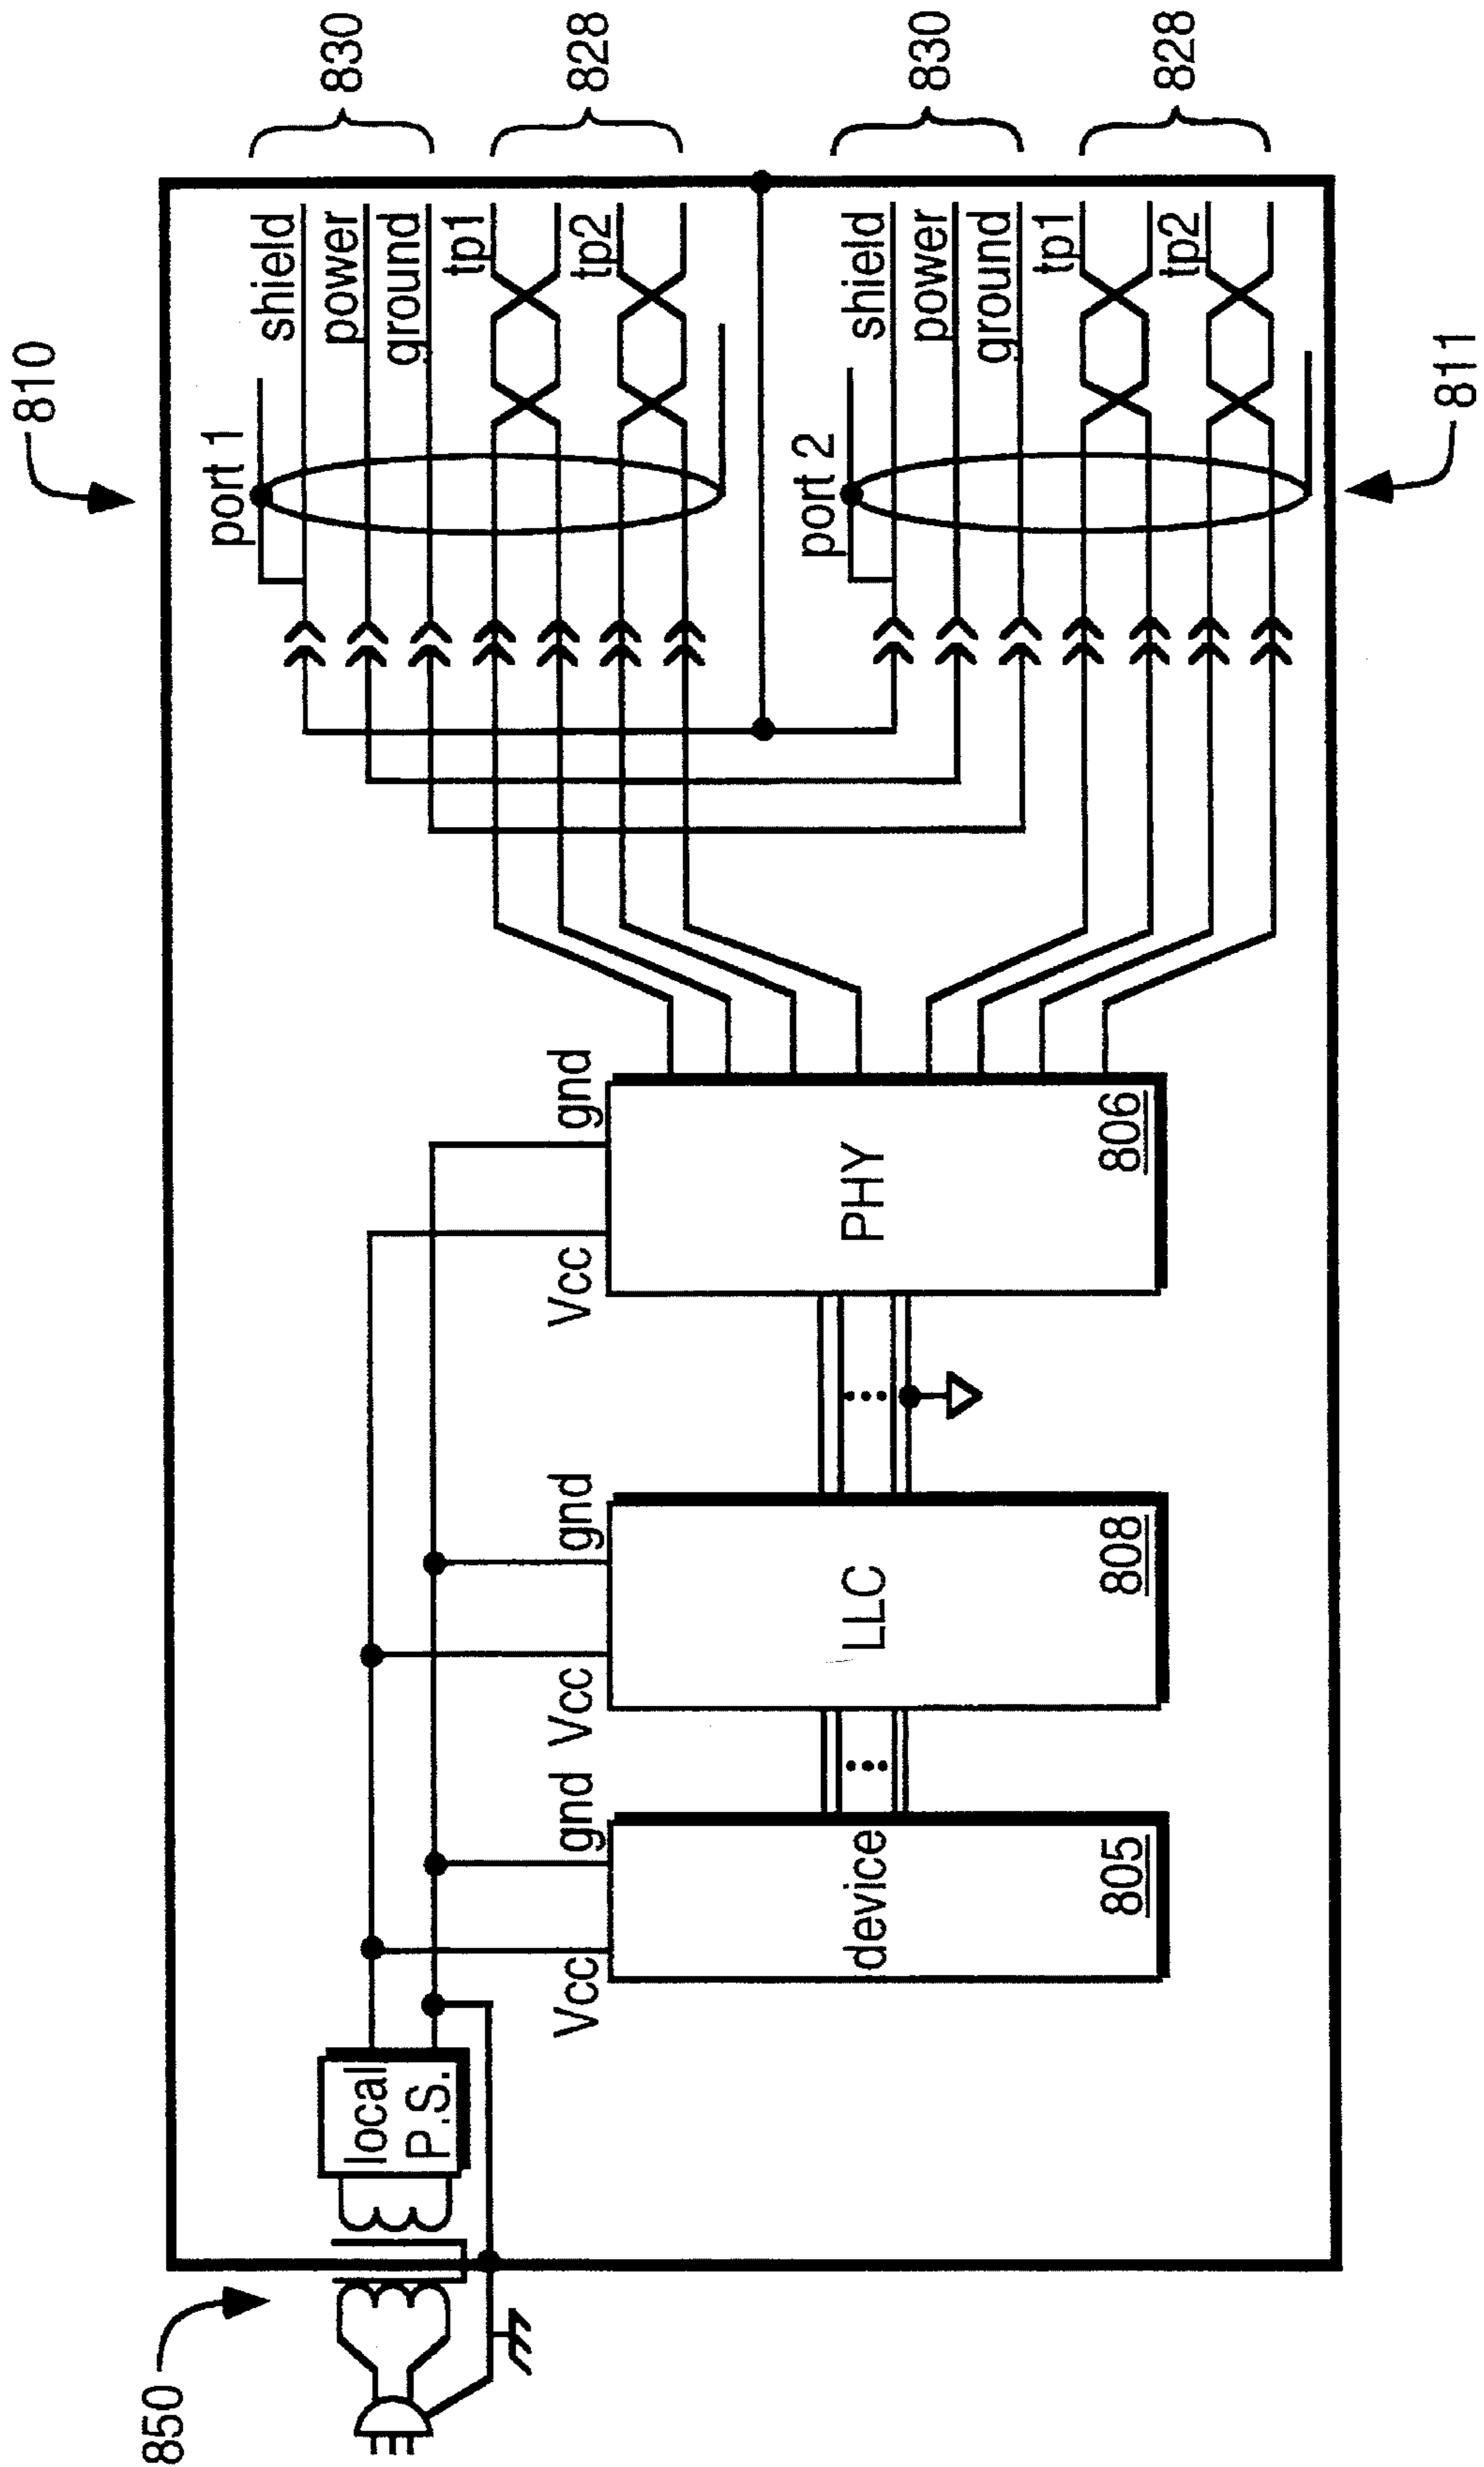 810
830
828
830
828
811
850
port 1
shield
power
ground
tp1
tp2
port 2
shield
power
ground
tp1
tp2
local
P.S.
Vcc
gnd
device
805
Vcc
gnd
LLC
808
Vcc
gnd
PHY
806